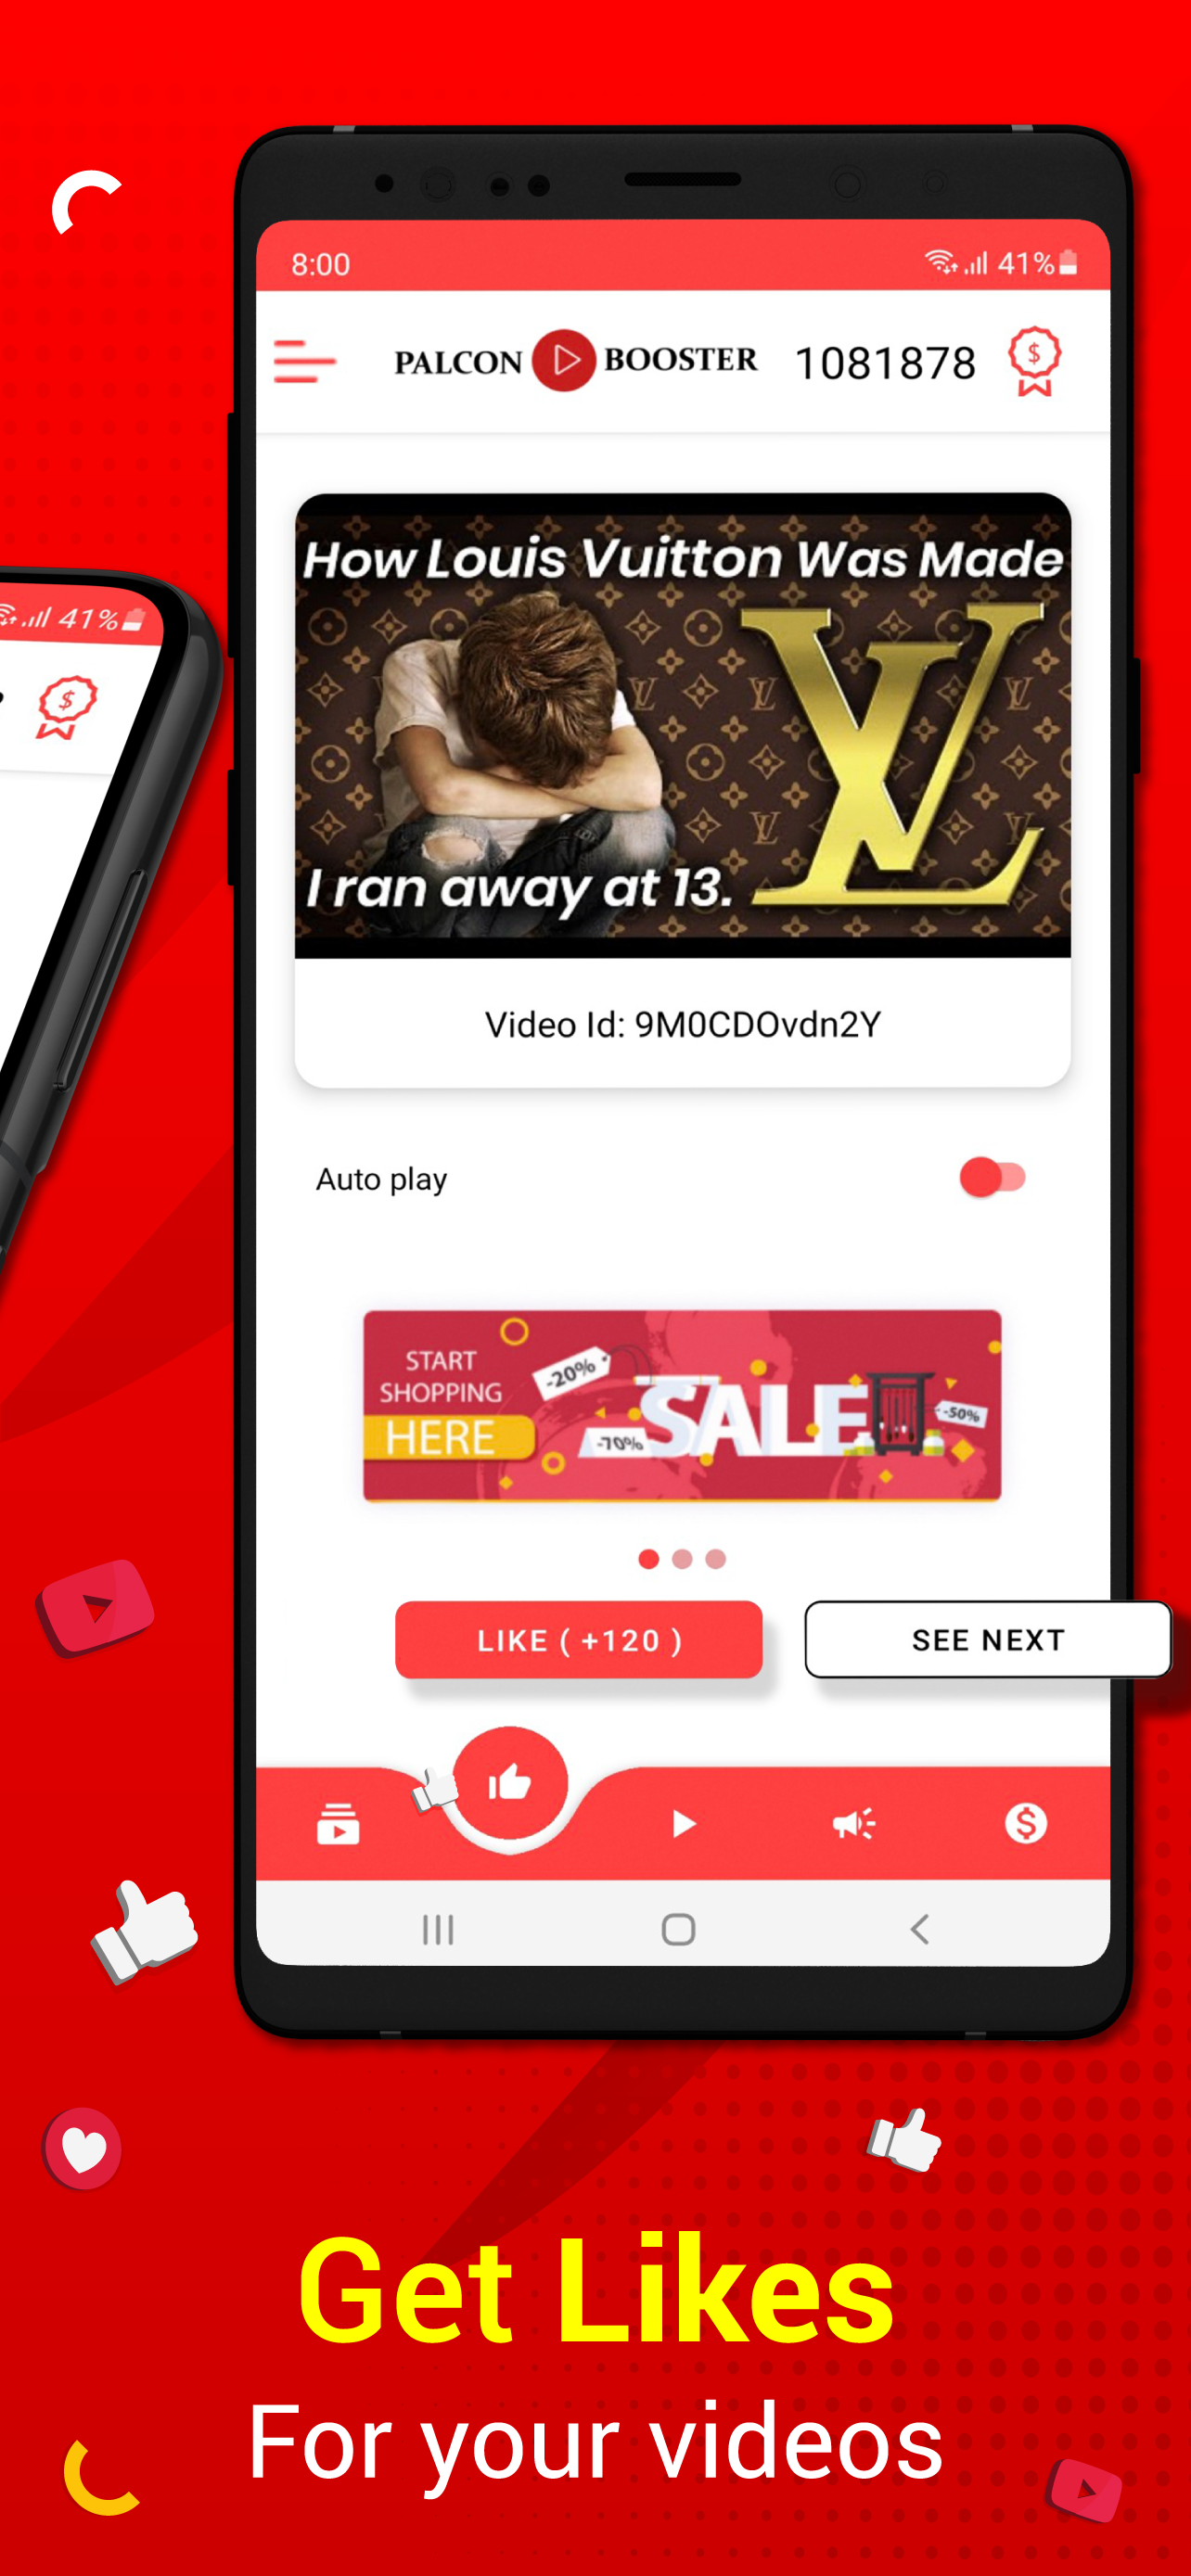 8:00
41%
PALCON BOOSTER
1081878
$
41%
$
How Louis Vuitton Was Made
LV
I ran away at 13.
Video Id: 9M0CDOvdn2Y
Auto play
START
SHOPPING
HERE
-20%
-70%
SALE
-50%
LIKE ( +120 )
SEE NEXT
$
Get Likes
For your videos